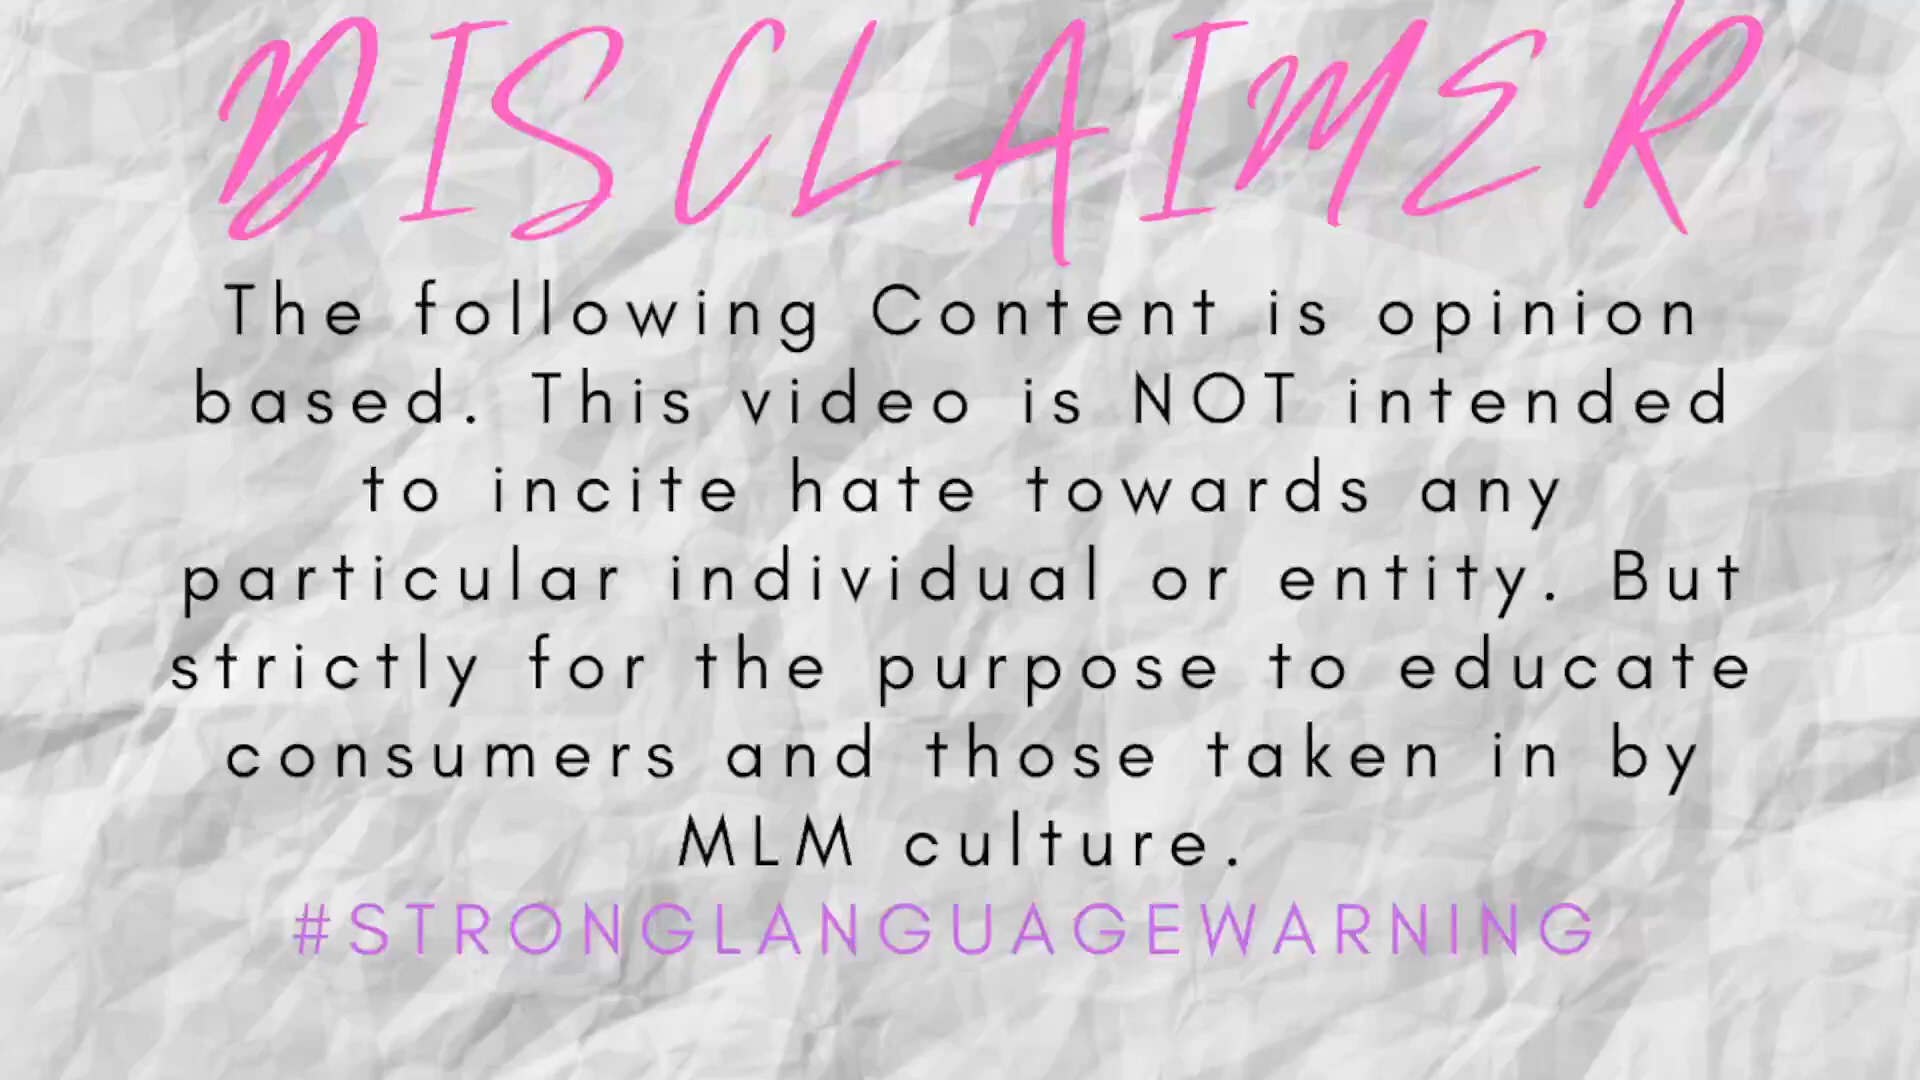 DISCLAIMER
The following Content is opinion
based. This video is NOT intended
to incite hate towards any
particular individual or entity. But
strictly for the purpose to educate
consumers and those taken in by
MLM culture.
#STRONGLANGUAGEWARNING